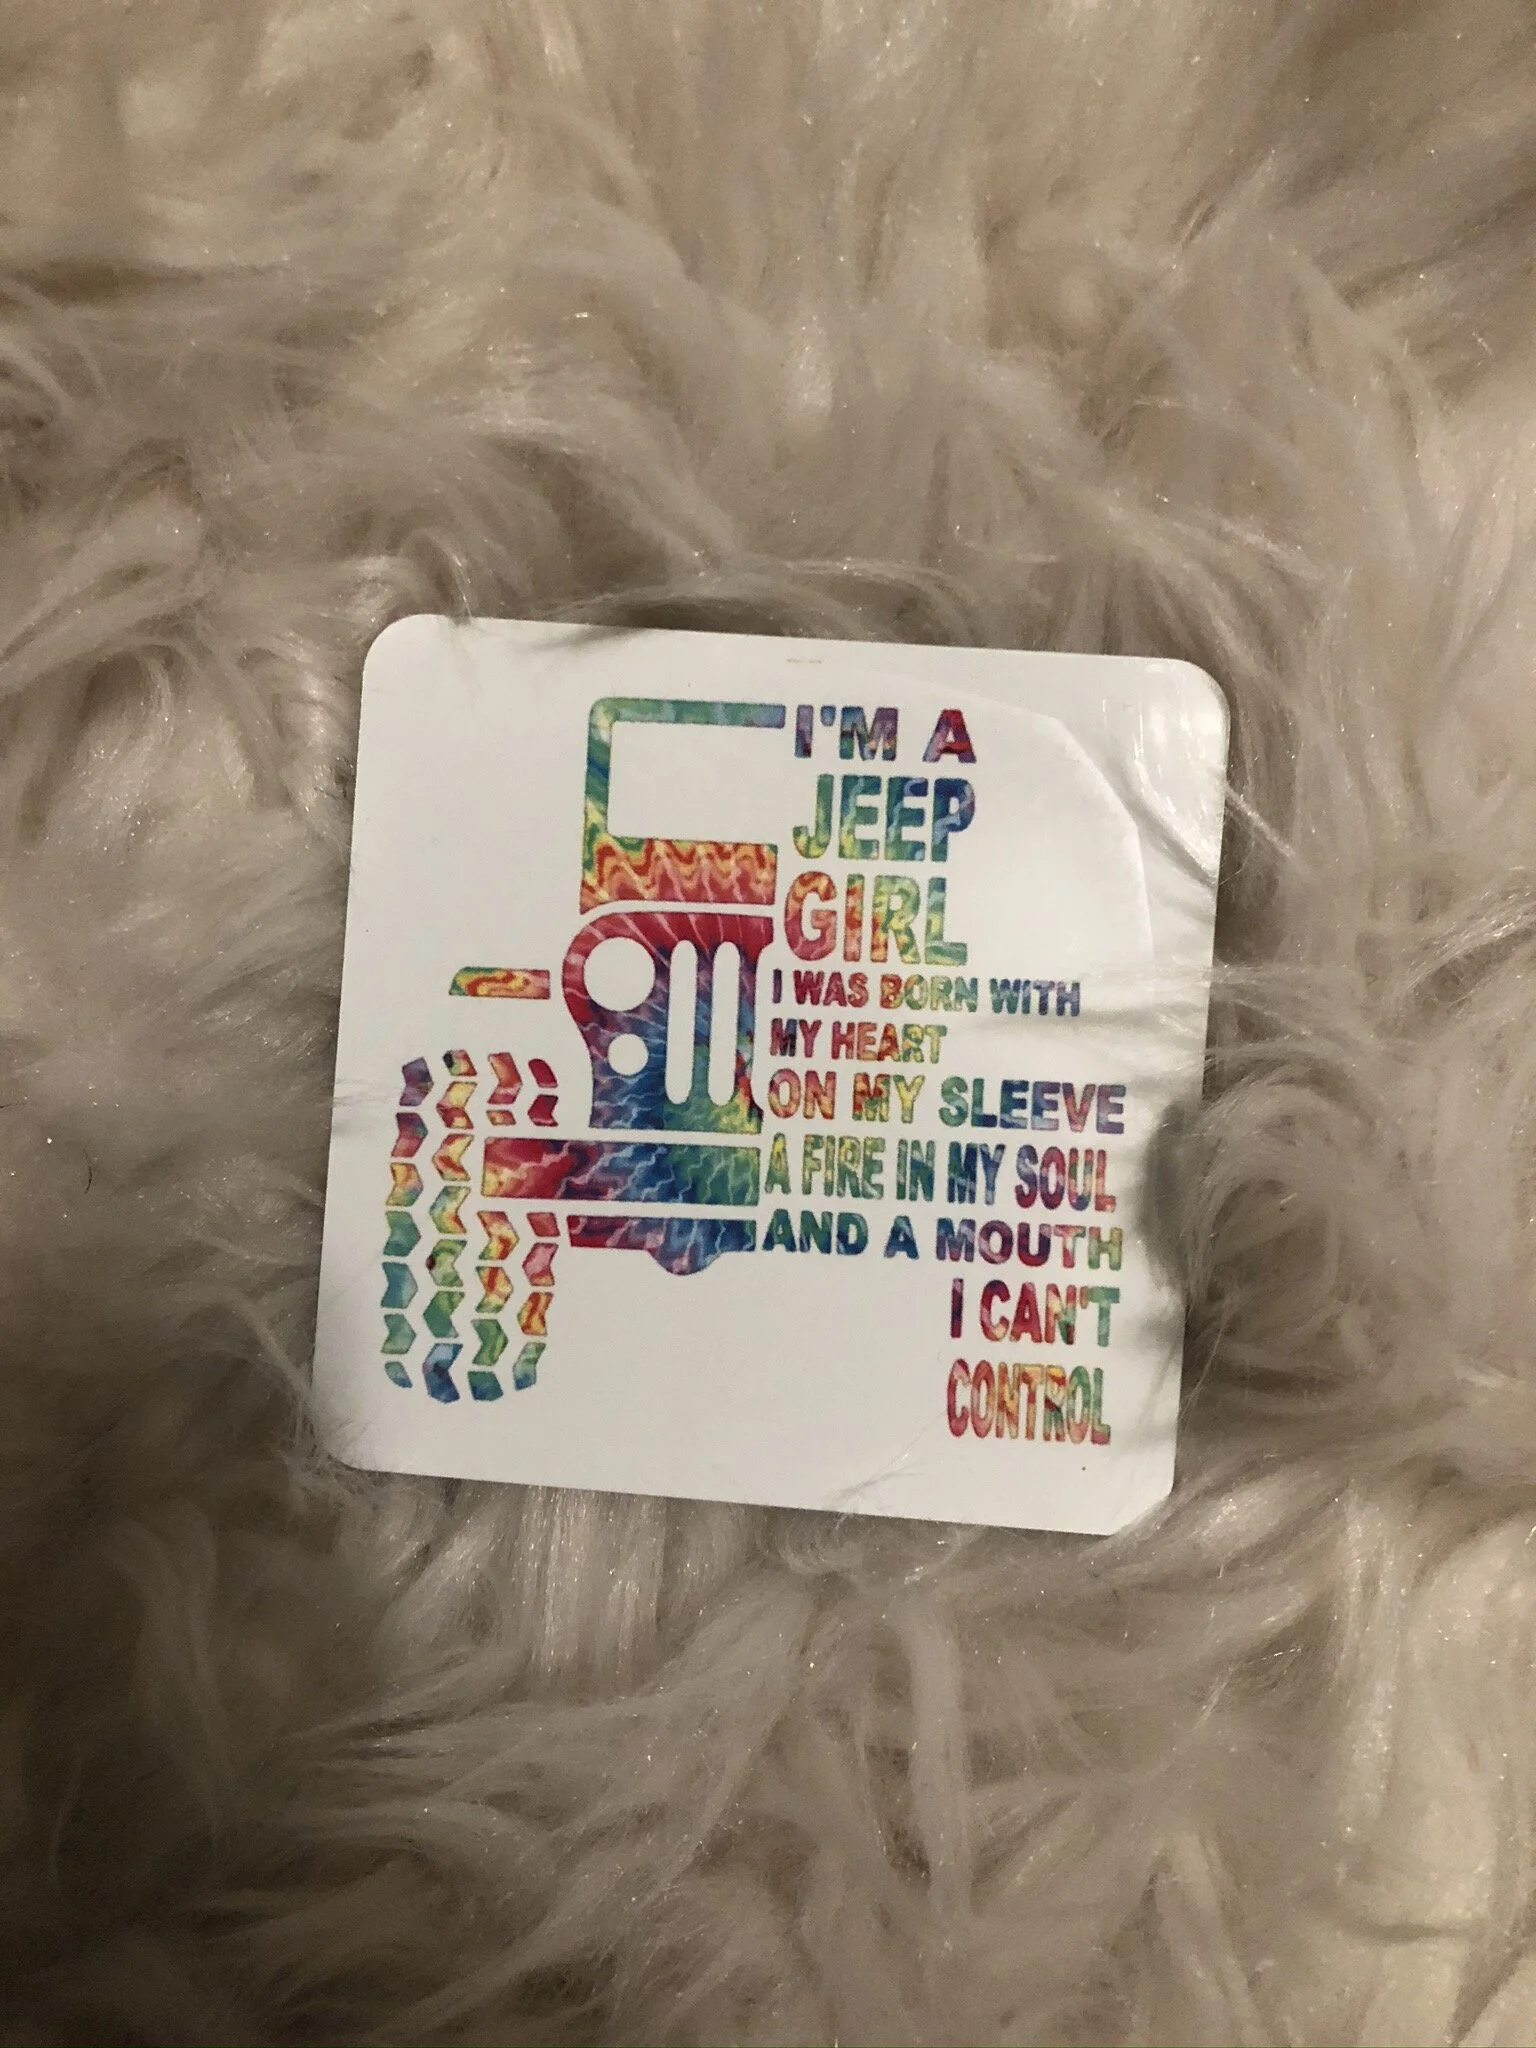 I'M A
JEEP
GIRL
I WAS BORN WITH
MY HEART
ON MY SLEEVE
A FIRE IN MY SOUL
AND A MOUTH
I CAN'T
CONTROL